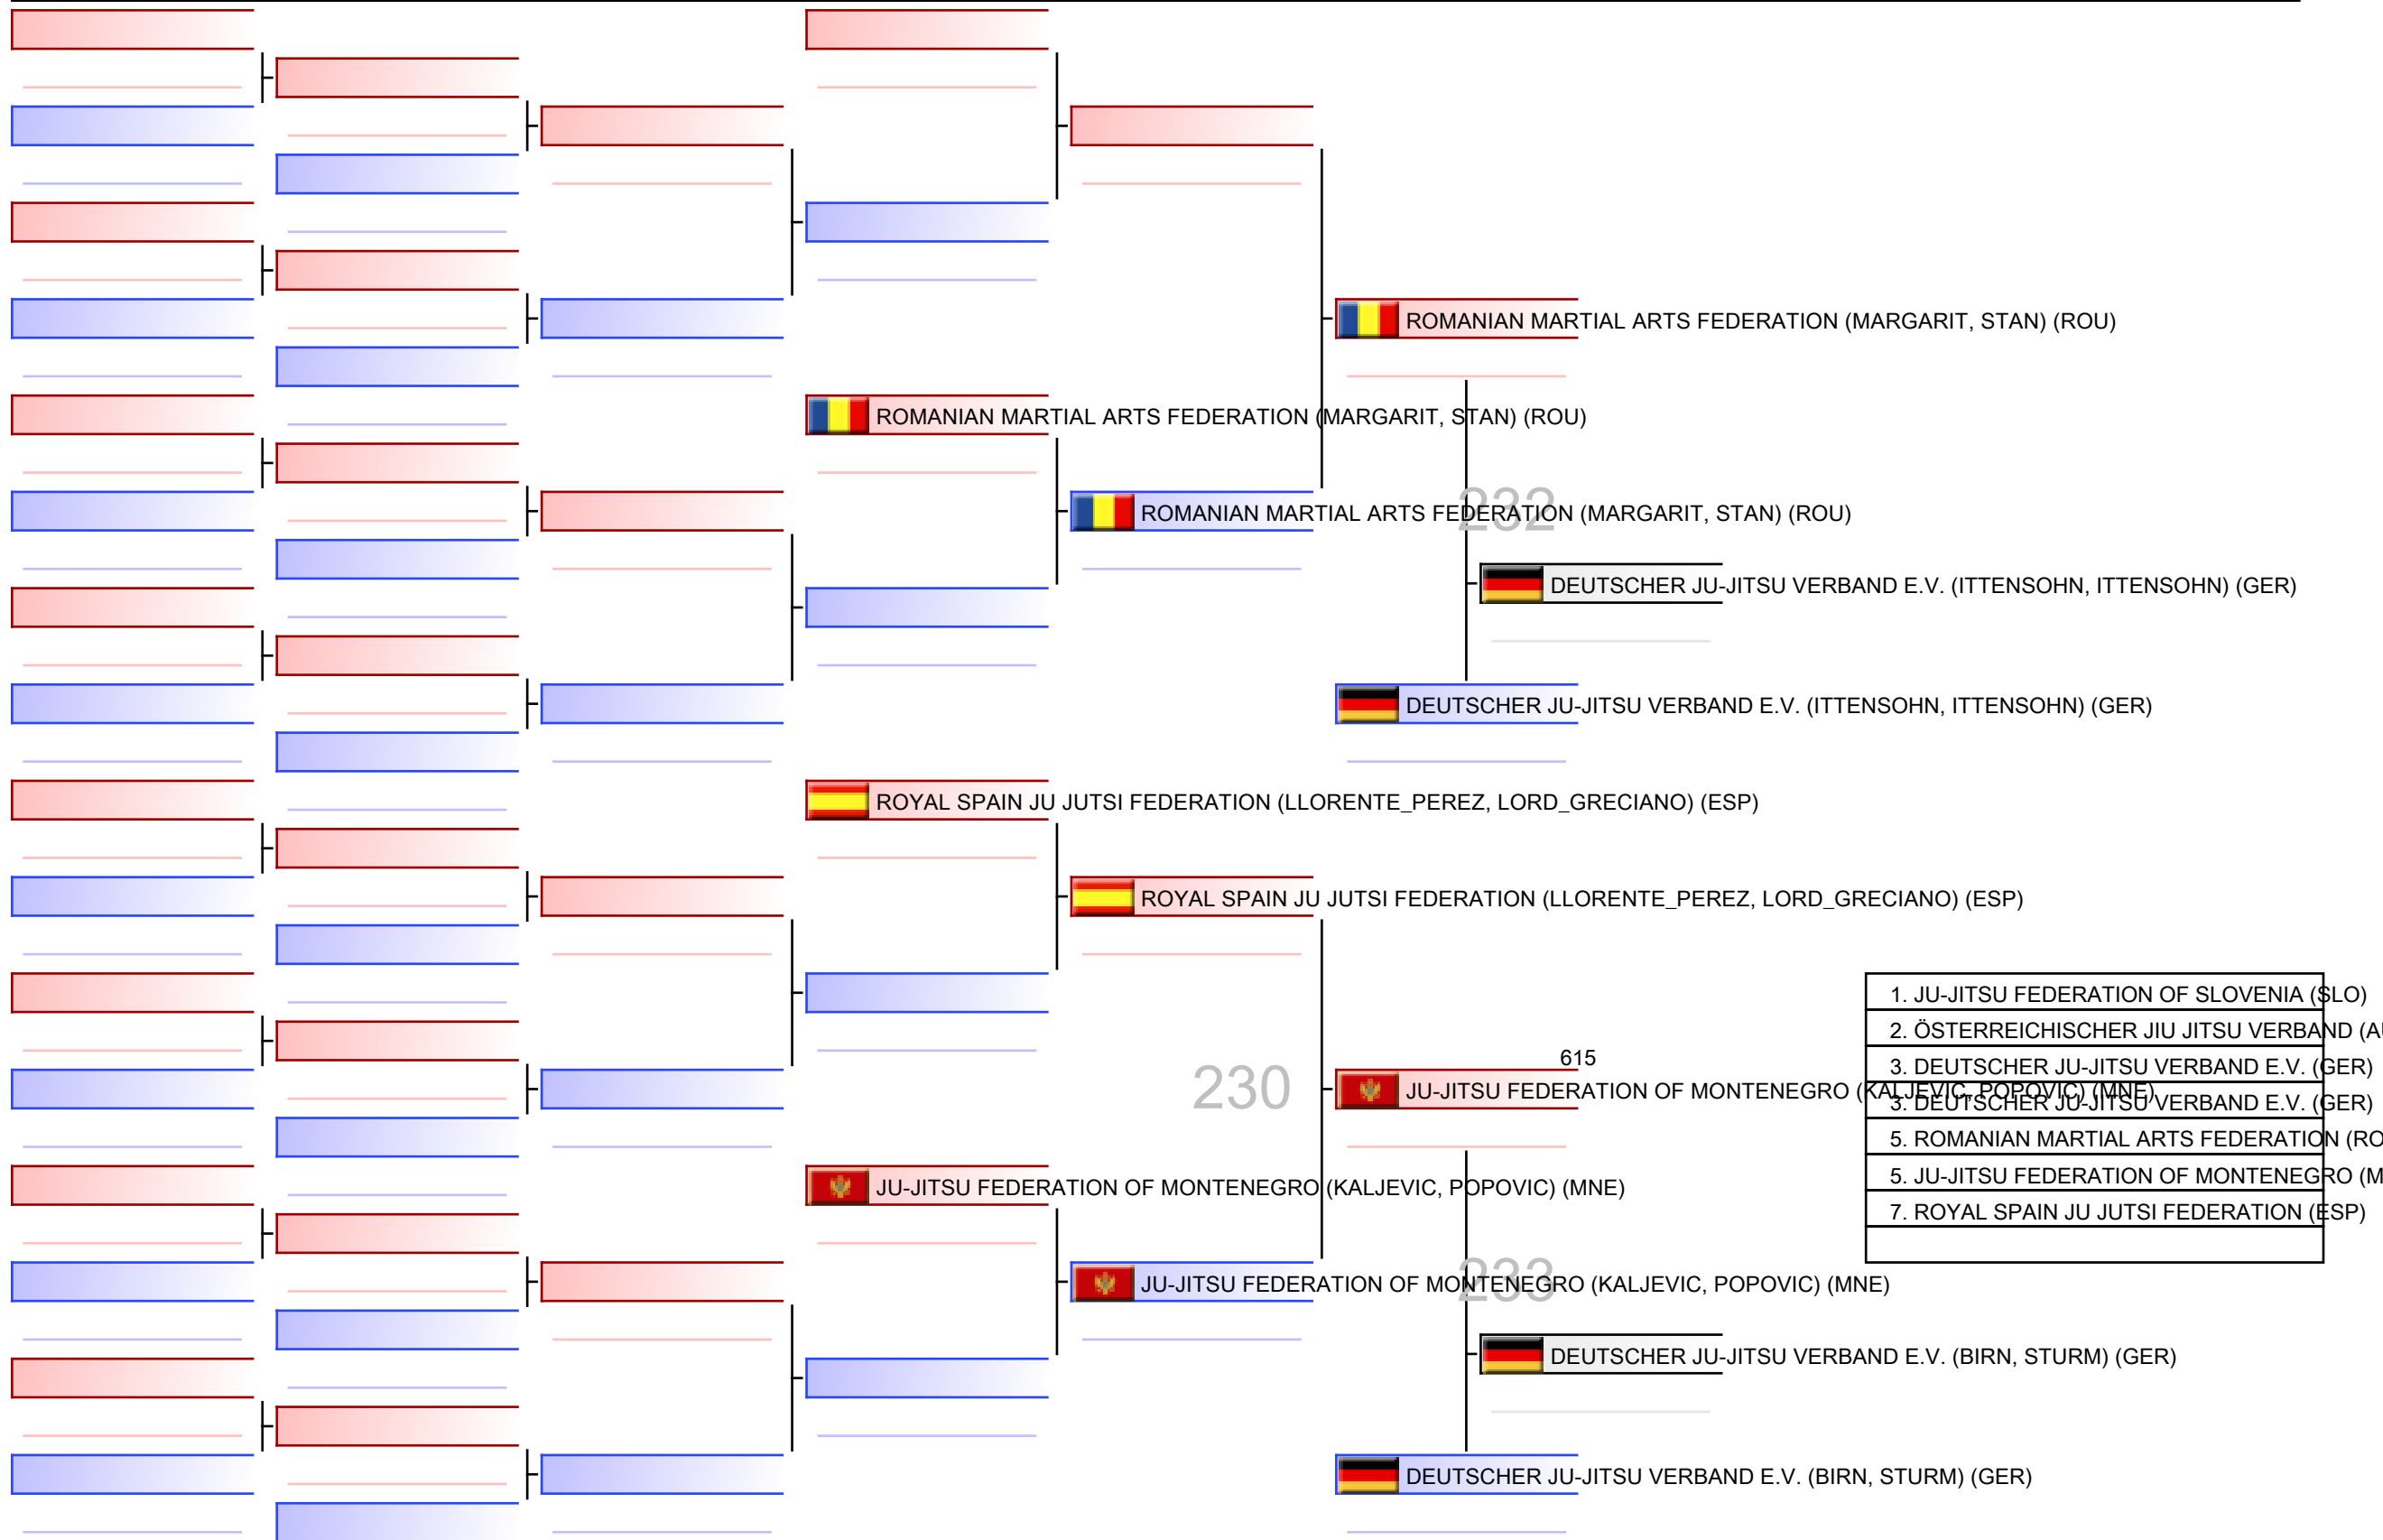 ROMANIAN MARTIAL ARTS FEDERATION (MARGARIT, STAN) (ROU)
ROMANIAN MARTIAL ARTS FEDERATION (MARGARIT, STAN) (ROU)
232
ROMANIAN MARTIAL ARTS FEDERATION (MARGARIT, STAN) (ROU)
DEUTSCHER JU-JITSU VERBAND E.V. (ITTENSOHN, ITTENSOHN) (GER)
DEUTSCHER JU-JITSU VERBAND E.V. (ITTENSOHN, ITTENSOHN) (GER)
ROYAL SPAIN JU JUTSI FEDERATION (LLORENTE_PEREZ, LORD_GRECIANO) (ESP)
ROYAL SPAIN JU JUTSI FEDERATION (LLORENTE_PEREZ, LORD_GRECIANO) (ESP)
1. JU-JITSU FEDERATION OF SLOVENIA (SLO)
2. ÖSTERREICHISCHER JIU JITSU VERBAND (AU
615
3. DEUTSCHER JU-JITSU VERBAND E.V. (GER)
230
JU-JITSU FEDERATION OF MONTENEGRO (KALJEVIC, POPOVIC) (MNE)
3. DEUTSCHER JU-JITSU VERBAND E.V. (GER)
5. ROMANIAN MARTIAL ARTS FEDERATION (RO
5. JU-JITSU FEDERATION OF MONTENEGRO (M
JU-JITSU FEDERATION OF MONTENEGRO (KALJEVIC, POPOVIC) (MNE)
7. ROYAL SPAIN JU JUTSI FEDERATION (ESP)
233
JU-JITSU FEDERATION OF MONTENEGRO (KALJEVIC, POPOVIC) (MNE)
DEUTSCHER JU-JITSU VERBAND E.V. (BIRN, STURM) (GER)
DEUTSCHER JU-JITSU VERBAND E.V. (BIRN, STURM) (GER)